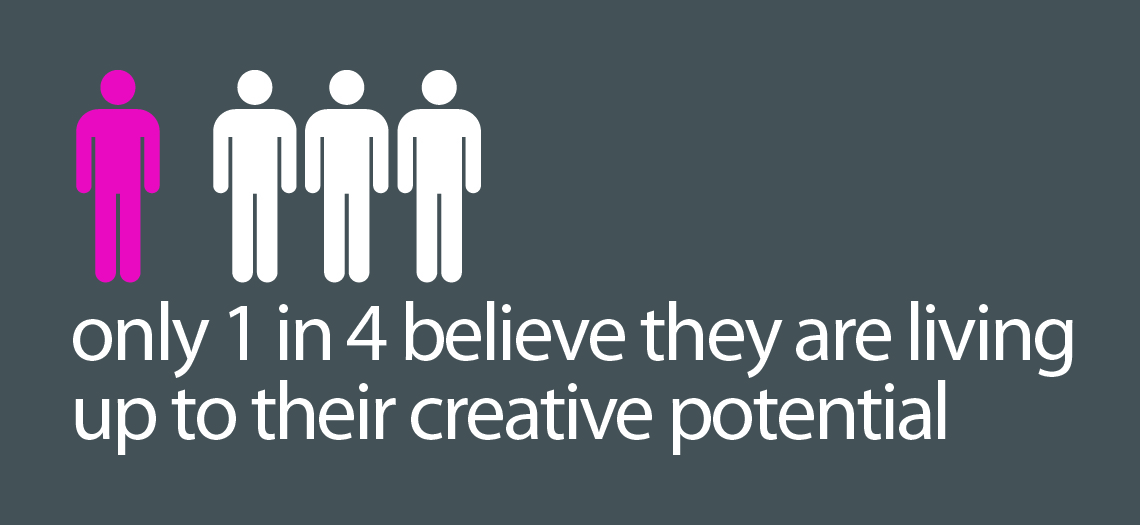 only 1 in 4 believe they are living
up to their creative potential